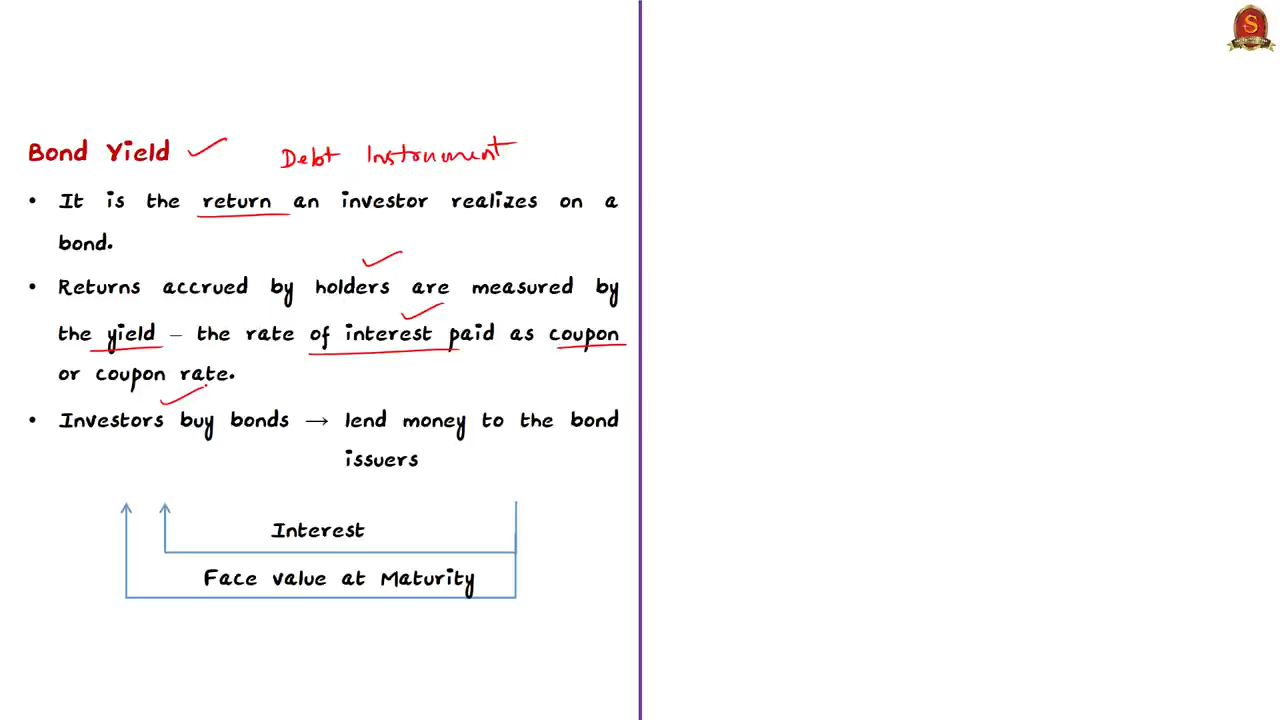 Bond Yield
Debt Instrument
• It is the return an investor realizes on a
bond.
• Returns accrued by holders are measured by
the yield – the rate of interest paid as coupon
or coupon rate.
• Investors buy bonds → lend money to the bond
issuers
Interest
Face value at Maturity
S